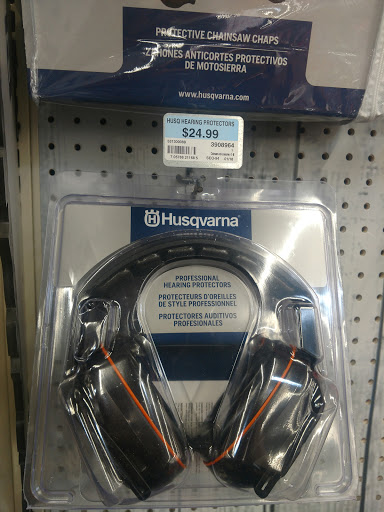 PROTECTIVE CHAINSAW CHAPS
ZAHONES ANTICORTES PROTECTIVOS
DE MOTOSIERRA
www.husqvarna.com
HUSQ HEARING PROTECTORS
$24.99
3908964
Husqvarna
PROFESSIONAL
HEARING PROTECTORS
PROTECTEURS D'OREILLES
DE STYLE PROFESSIONNEL
PROTECTORES AUDITIVOS
PROFESIONALES